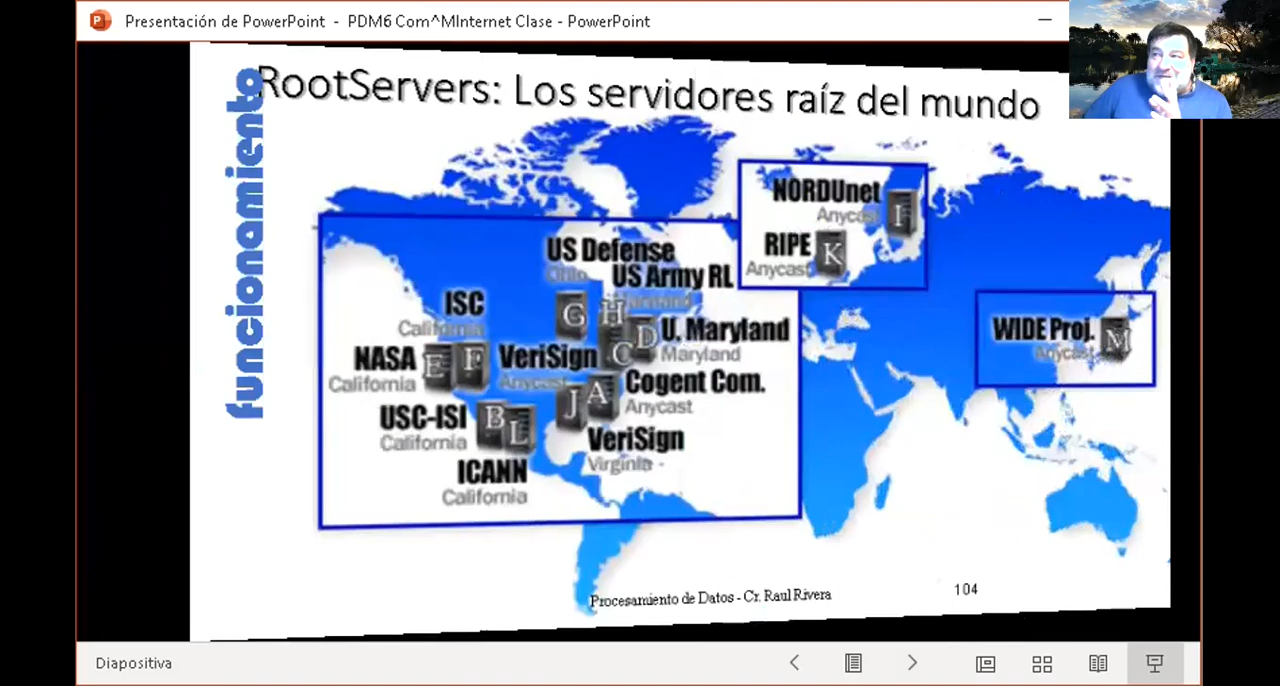 Presentación de PowerPoint - PDM6 Com^MInternet Clase - PowerPoint
funcionamiento
RootServers: Los servidores raíz del mundo
NORDUnet
Anycast
I
RIPE
K
Anycast
US Defense
Ohio
US Army RL
Maryland
ISC
California
G
H
WIDE Proj.
M
Anycast
D
U. Maryland
Maryland
NASA
California
E
F
VeriSign
Anycast
C
Cogent Com.
Anycast
J
A
USC-ISI
California
B
L
VeriSign
Virginia -
ICANN
California
Procesamiento de Datos - Cr. Raul Rivera
104
Diapositiva